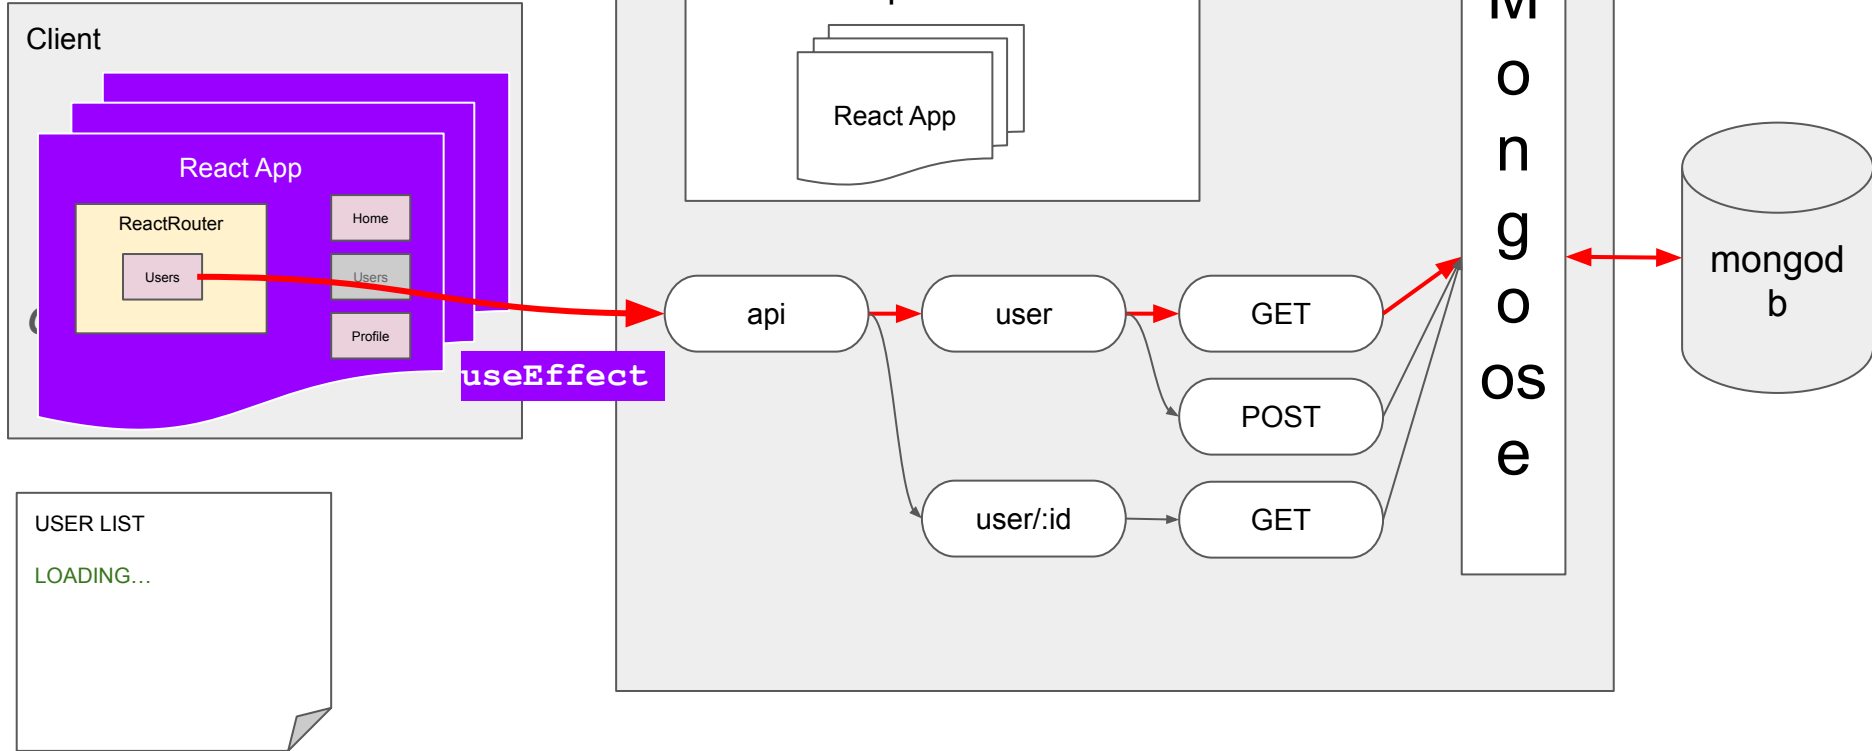 Client
React App
ReactRouter
Users
Home
Users
Profile
useEffect
USER LIST
LOADING...
React App
api
user
GET
POST
user/:id
GET
M
o
n
g
o
os
e
mongod
b